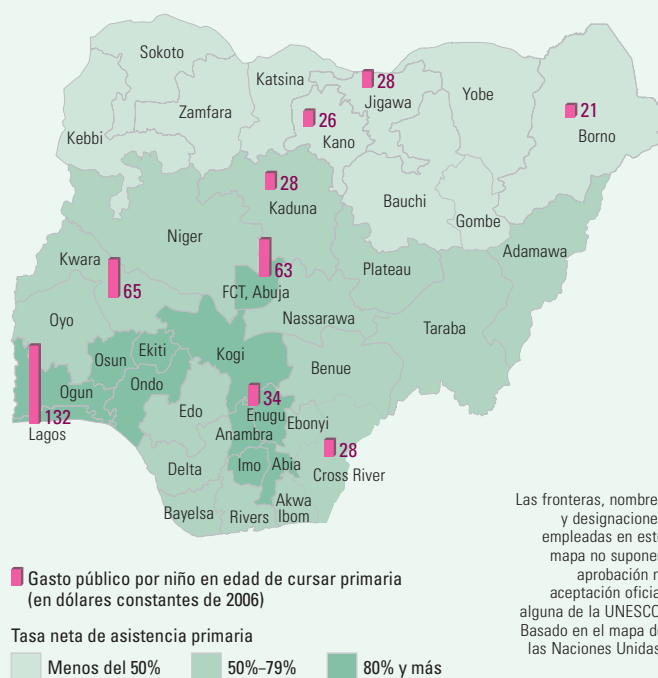 Sokoto
Katsina
28
Jigawa
Yobe
Zamfara
26
Kano
21
Borno
Kebbi
28
Kaduna
Bauchi
Gombe
Niger
Adamawa
Kwara
65
63
FCT, Abuja
Plateau
Oyo
Nassarawa
Taraba
Osun
Ekiti
Kogi
Benue
Ogun
Ondo
132
Lagos
Edo
34
Enugu
Ebonyi
Anambra
28
Cross River
Delta
Imo
Abia
Bayelsa
Rivers
Akwa
Ibom
Las fronteras, nombres
y designaciones
empleadas en este
mapa no suponen
aprobación n
aceptación oficia
alguna de la UNESCO
Basado en el mapa de
las Naciones Unidas
Gasto público por niño en edad de cursar primaria
(en dólares constantes de 2006)
Tasa neta de asistencia primaria
Menos del 50%
50%–79%
80% y más